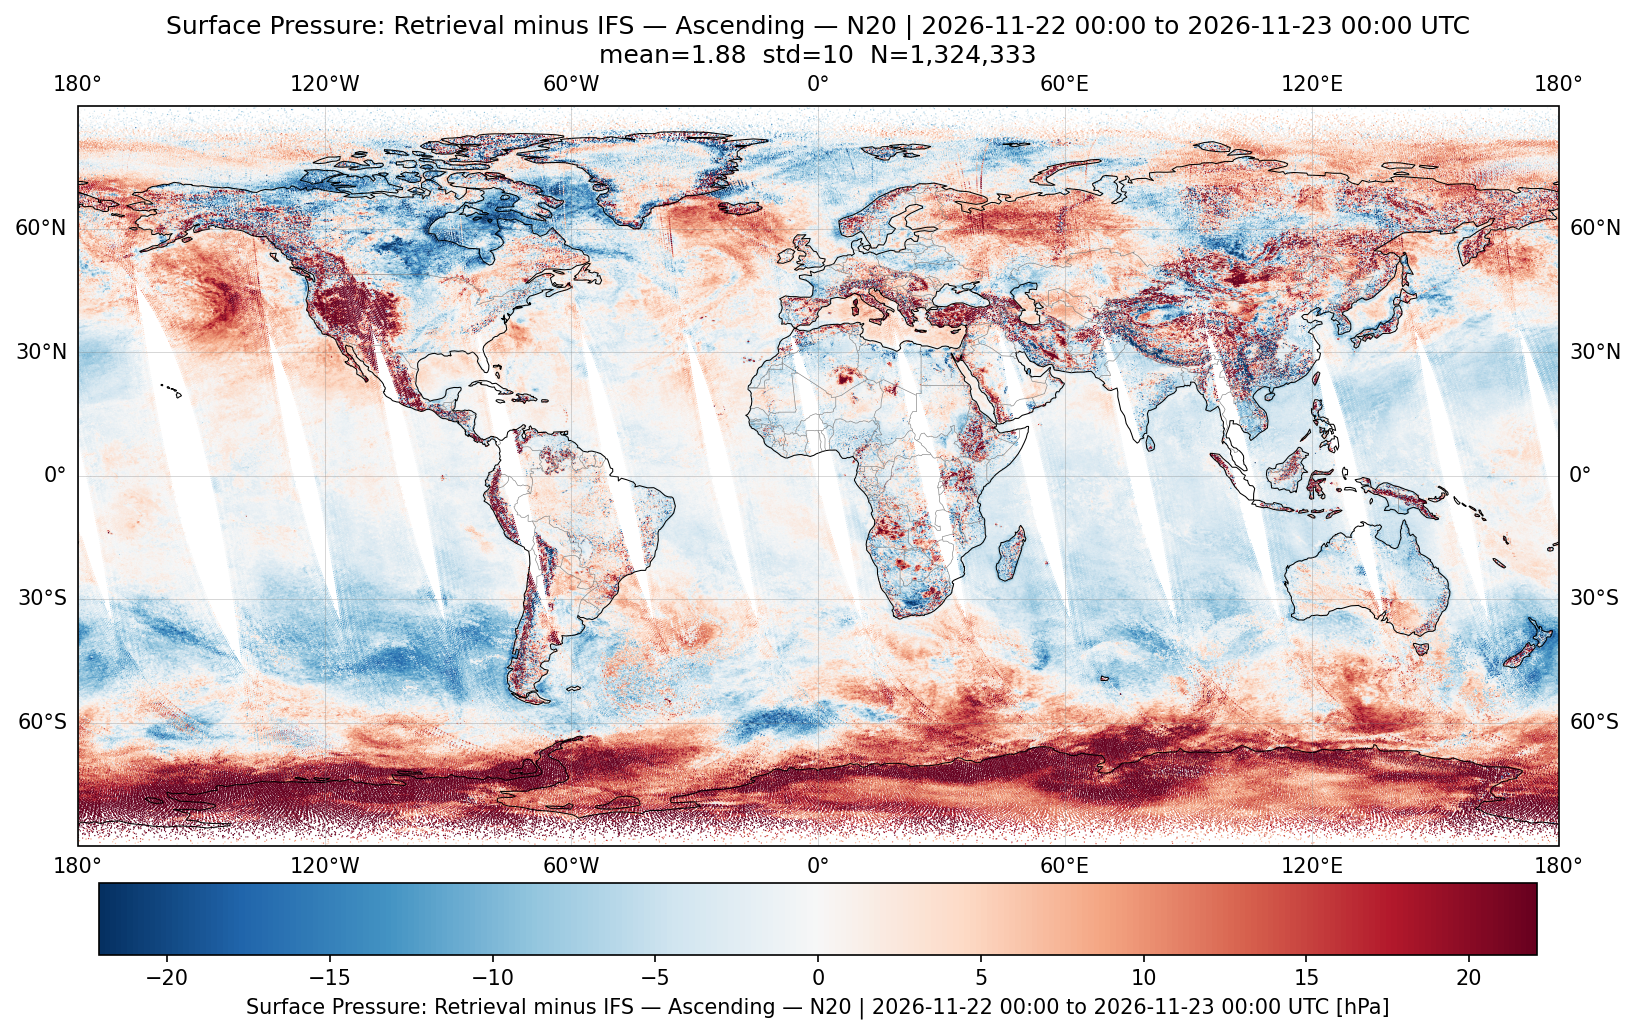 Surface Pressure: Retrieval minus IFS — Ascending — N20 | 2026-11-22 00:00 to 2026-11-23 00:00 UTC
mean=1.88  std=10  N=1,324,333
180° 120°W 60°W 0° 60°E 120°E 180°
60°N 60°N
30°N 30°N
0° 0°
30°S 30°S
60°S 60°S
180° 120°W 60°W 0° 60°E 120°E 180°
−20 −15 −10 −5 0 5 10 15 20
Surface Pressure: Retrieval minus IFS — Ascending — N20 | 2026-11-22 00:00 to 2026-11-23 00:00 UTC [hPa]